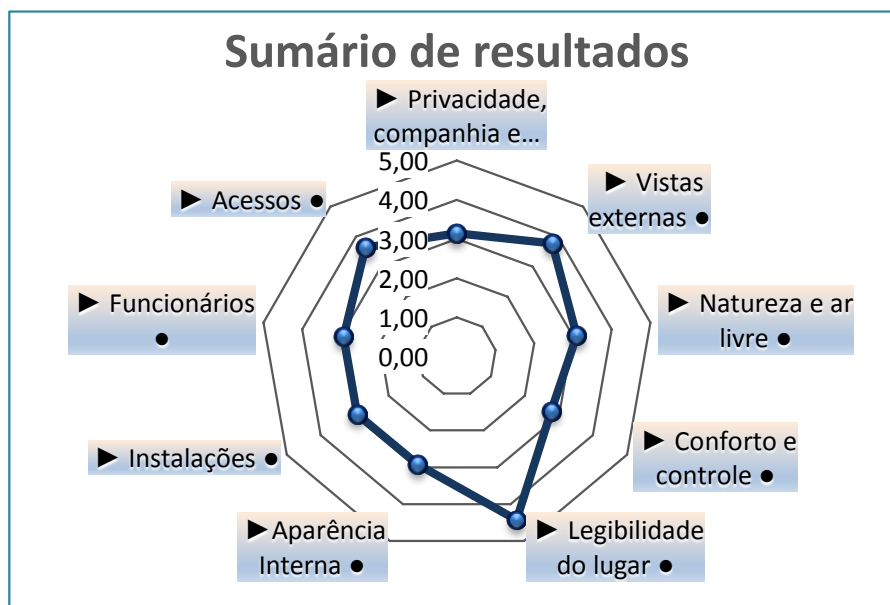 Sumário de resultados
► Privacidade,
companhia e...
► Vistas
externas ●
► Natureza e ar
livre ●
► Conforto e
controle ●
► Legibilidade
do lugar ●
►Aparência
Interna ●
► Instalações ●
► Funcionários
●
► Acessos ●
5,00
4,00
3,00
2,00
1,00
0,00